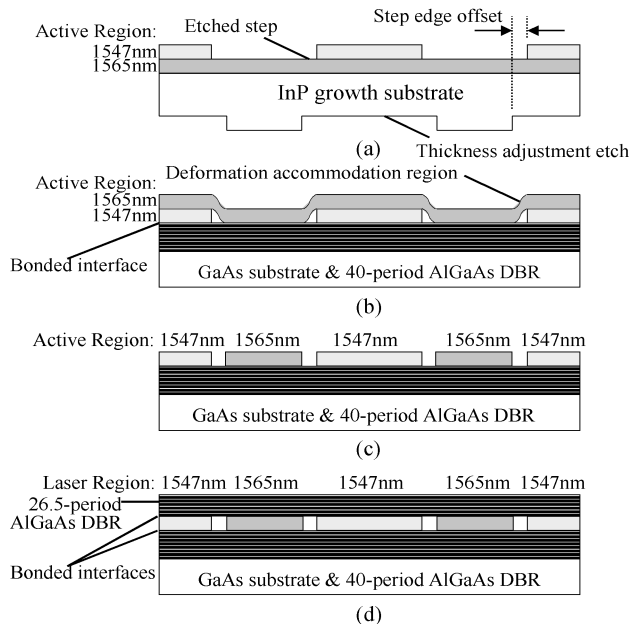 Step edge offset
Etched step
Active Region:
1547nm
1565nm
InP growth substrate
(a)
Thickness adjustment etch
Deformation accommodation region
Active Region:
1565nm
1547nm
Bonded interface
GaAs substrate & 40-period AlGaAs DBR
(b)
Active Region: 1547nm 1565nm 1547nm 1565nm 1547nm
GaAs substrate & 40-period AlGaAs DBR
(c)
Laser Region: 1547nm 1565nm 1547nm 1565nm 1547nm
26.5-period
AlGaAs DBR
Bonded interfaces
GaAs substrate & 40-period AlGaAs DBR
(d)